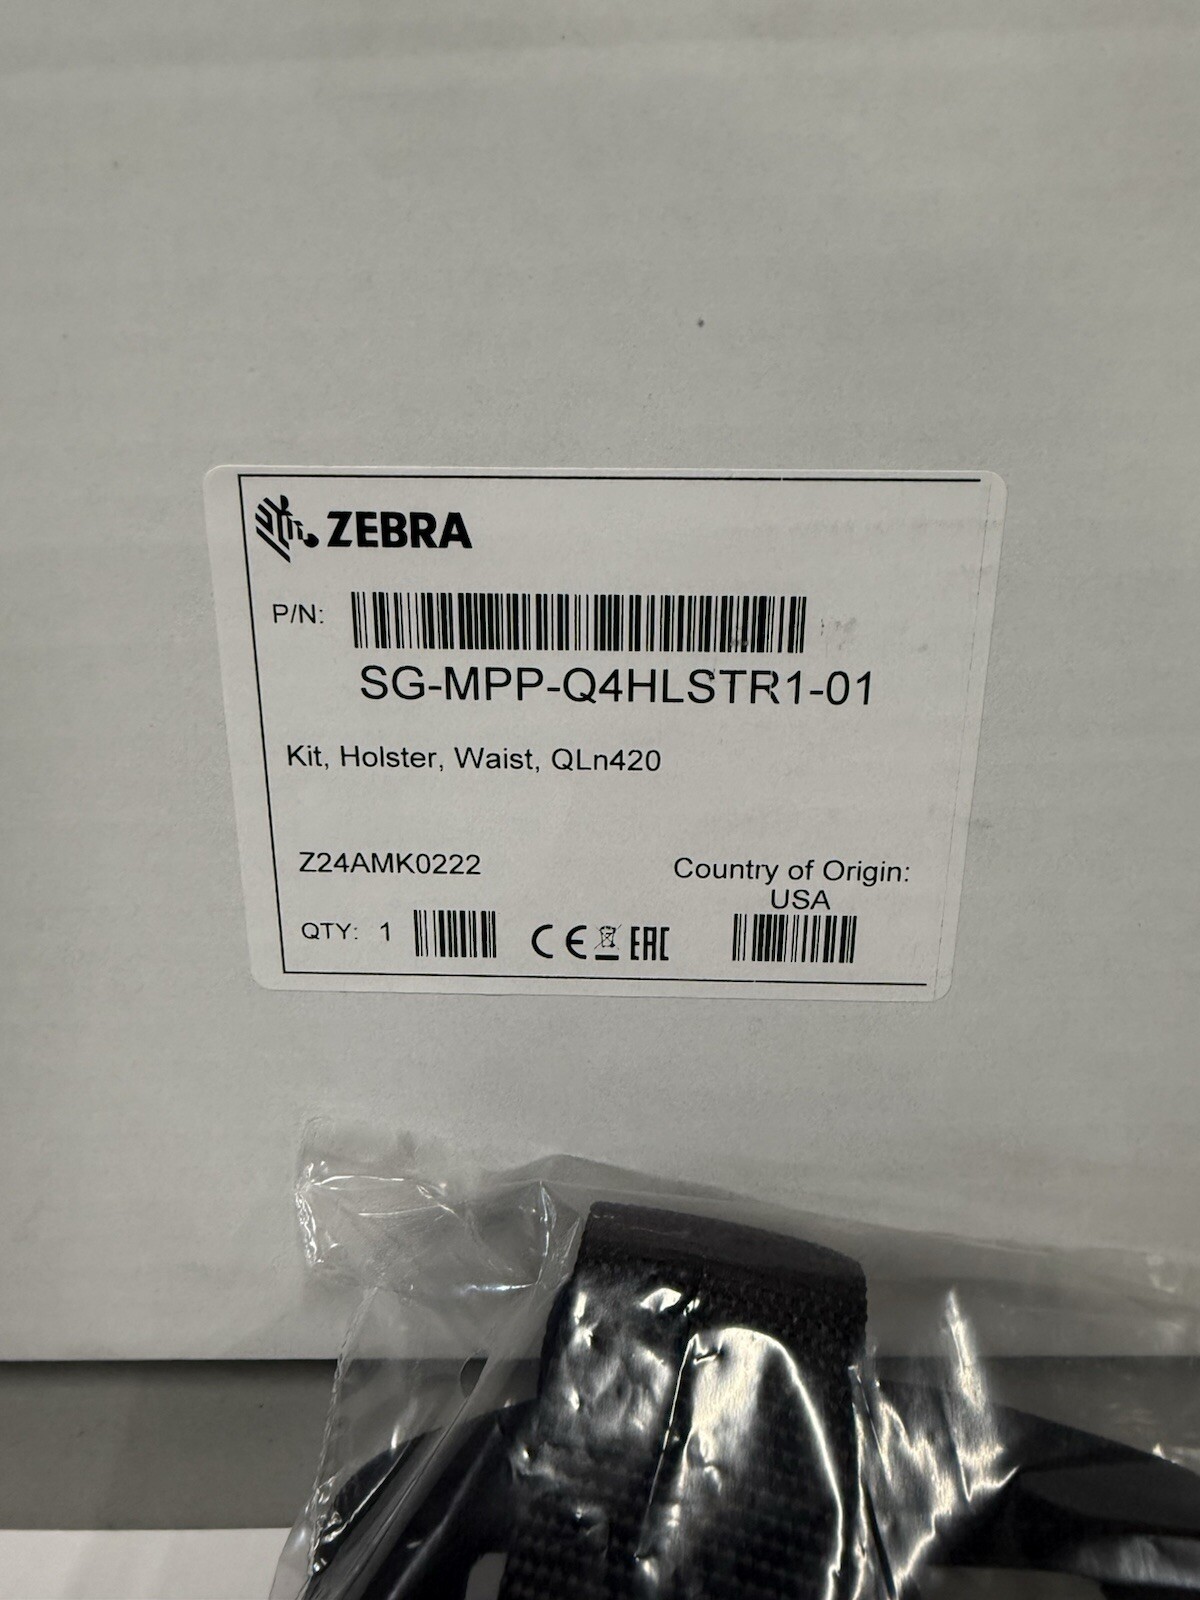 ZEBRA
P/N:
SG-MPP-Q4HLSTR1-01
Kit, Holster, Waist, QLn420
Z24AMK0222
Country of Origin:
USA
QTY: 1
CE EAC